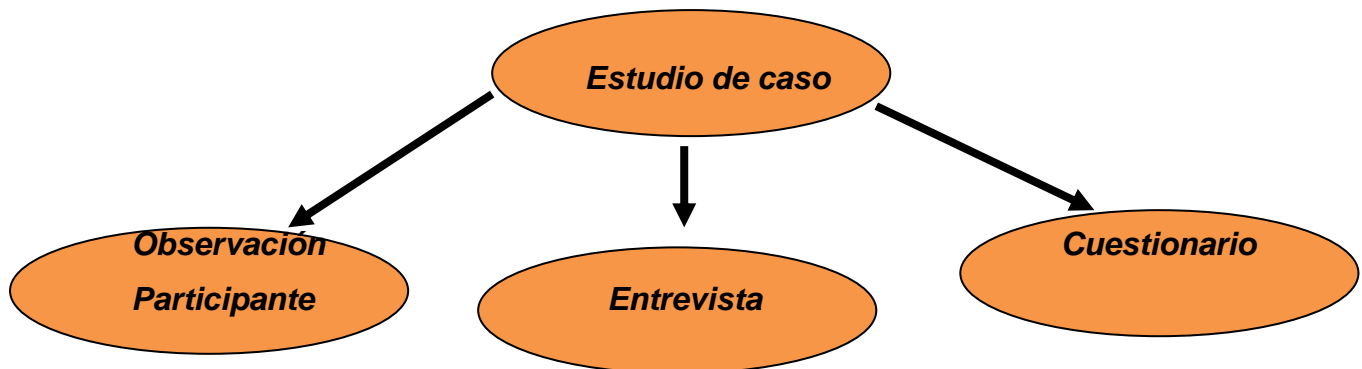 Estudio de caso
Observación
Participante
Entrevista
Cuestionario